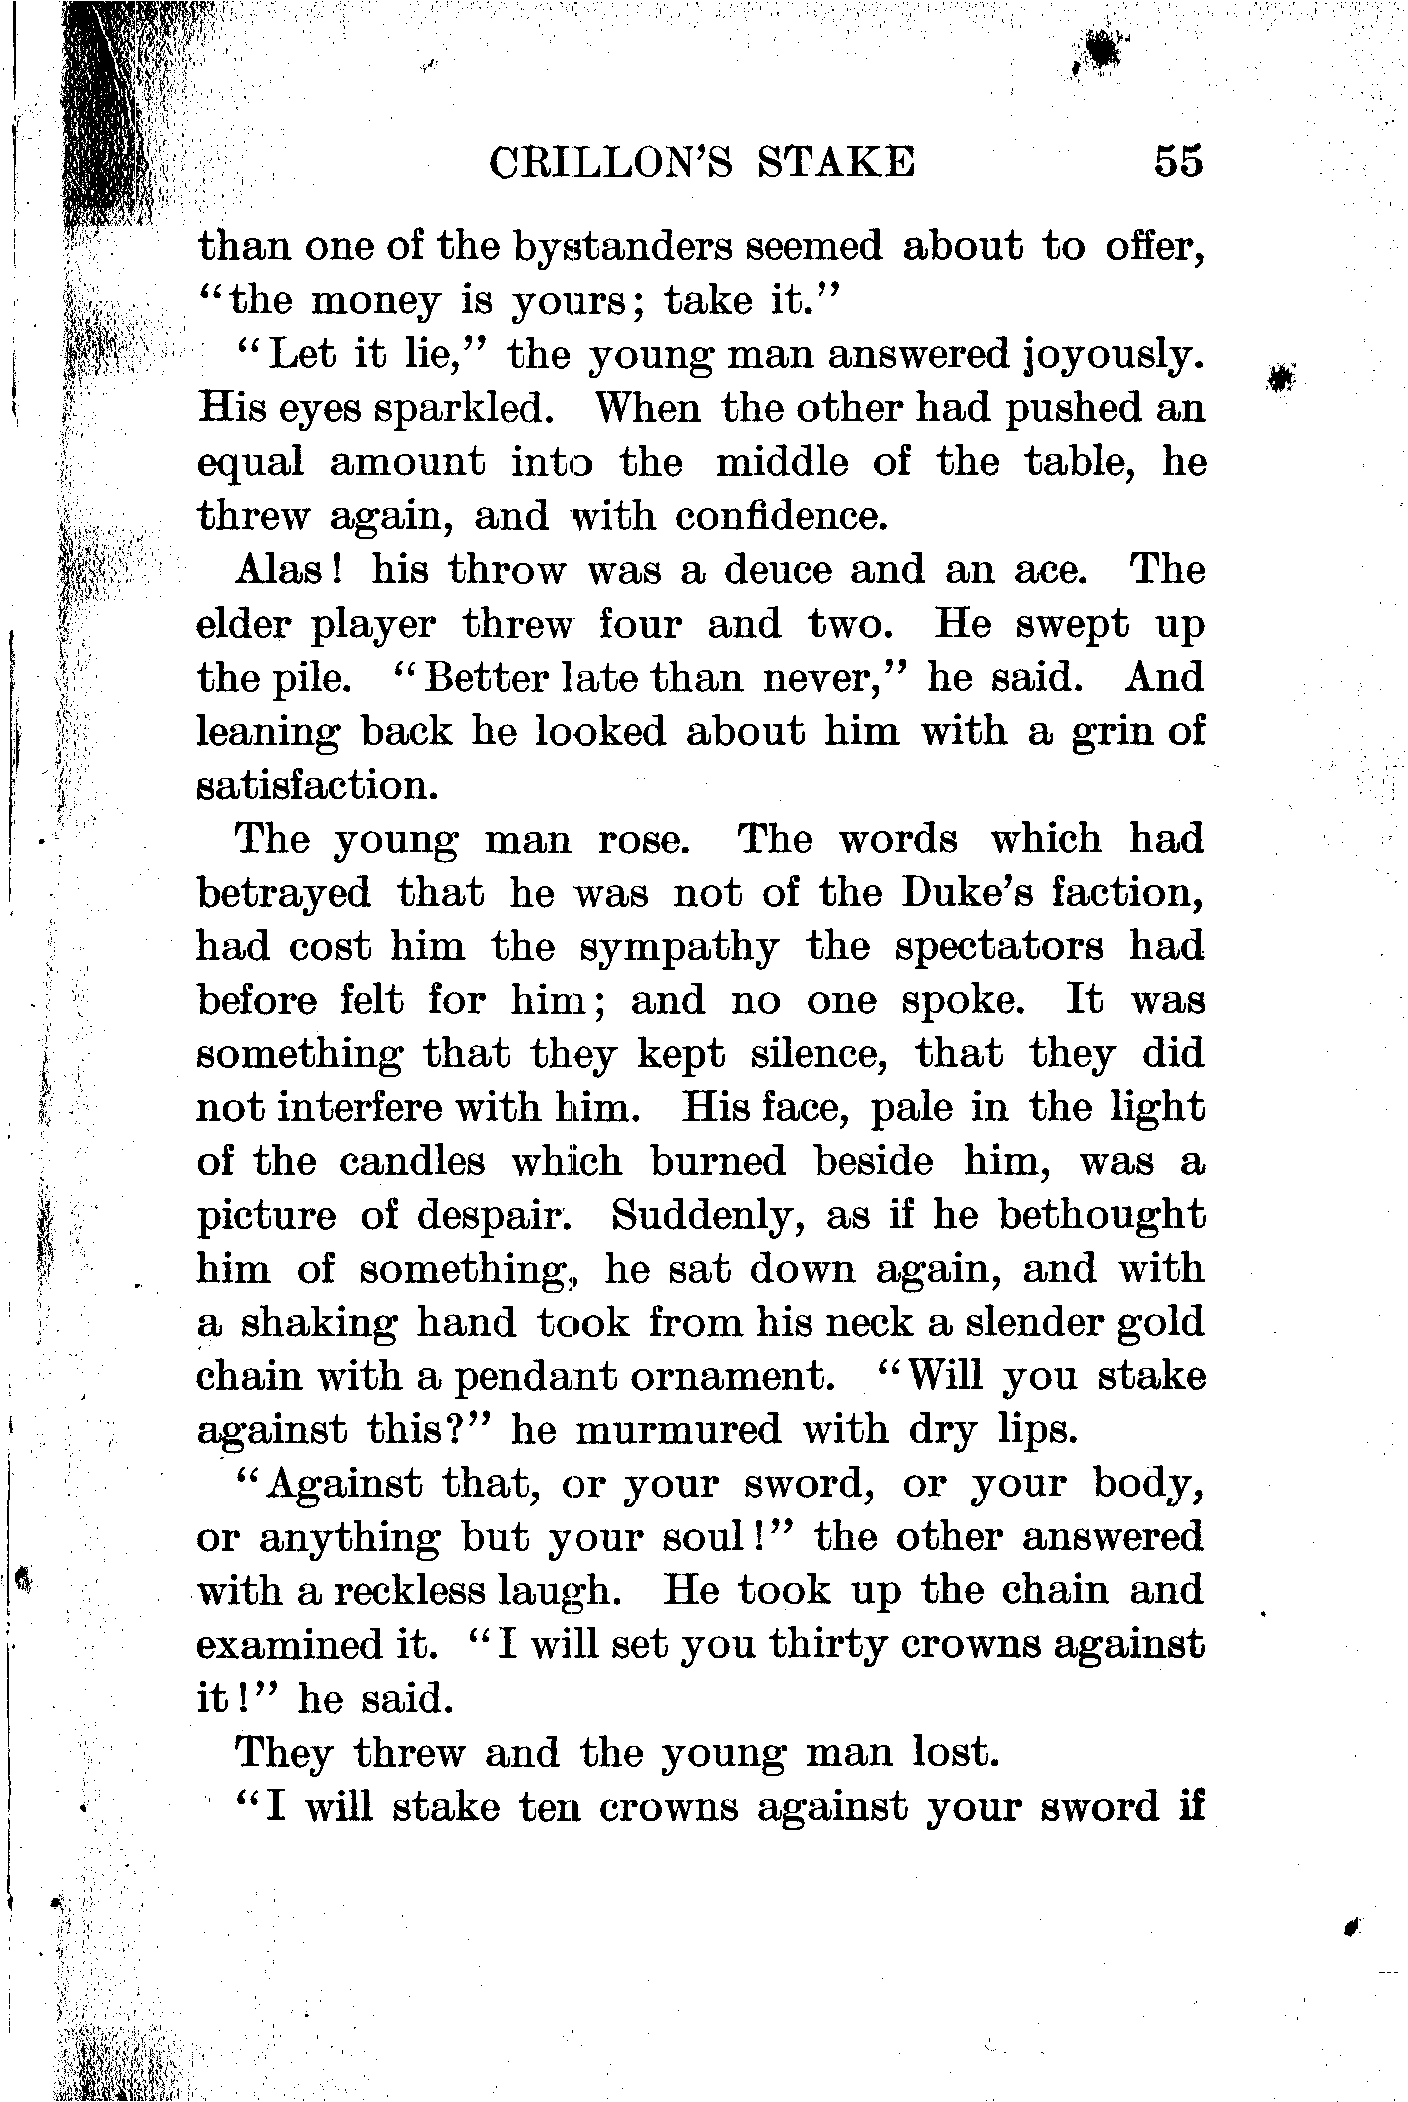 CRILLON'S STAKE 55
than one of the bystanders seemed about to offer,
"the money is yours; take it."
"Let it lie," the young man answered joyously.
His eyes sparkled. When the other had pushed an
equal amount into the middle of the table, he
threw again, and with confidence.
Alas! his throw was a deuce and an ace. The
elder player threw four and two. He swept up
the pile. "Better late than never," he said. And
leaning back he looked about him with a grin of
satisfaction.
The young man rose. The words which had
betrayed that he was not of the Duke's faction,
had cost him the sympathy the spectators had
before felt for him; and no one spoke. It was
something that they kept silence, that they did
not interfere with him. His face, pale in the light
of the candles which burned beside him, was a
picture of despair. Suddenly, as if he bethought
him of something, he sat down again, and with
a shaking hand took from his neck a slender gold
chain with a pendant ornament. "Will you stake
against this?" he murmured with dry lips.
"Against that, or your sword, or your body,
or anything but your soul!" the other answered
with a reckless laugh. He took up the chain and
examined it. "I will set you thirty crowns against
it!" he said.
They threw and the young man lost.
"I will stake ten crowns against your sword if